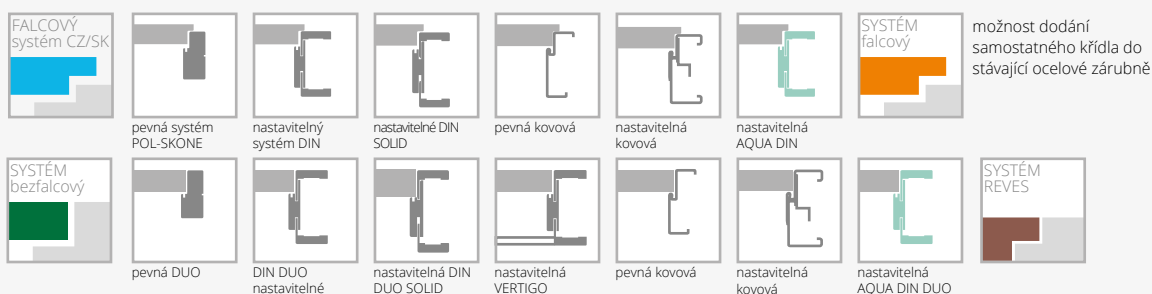 FALCOVÝ
systém CZ/SK
pevná systém
POL-SKONE
nastavitelný
systém DIN
nastavitelné DIN
SOLID
pevná kovová
nastavitelná
kovová
nastavitelná
AQUA DIN
SYSTÉM
falcový
možnost dodání
samostatného křídla do
stávající ocelové zárubně
SYSTÉM
bezfalcový
pevná DUO
DIN DUO
nastavitelné
nastavitelná DIN
DUO SOLID
nastavitelná
VERTIGO
pevná kovová
nastavitelná
kovová
nastavitelná
AQUA DIN DUO
SYSTÉM
REVES